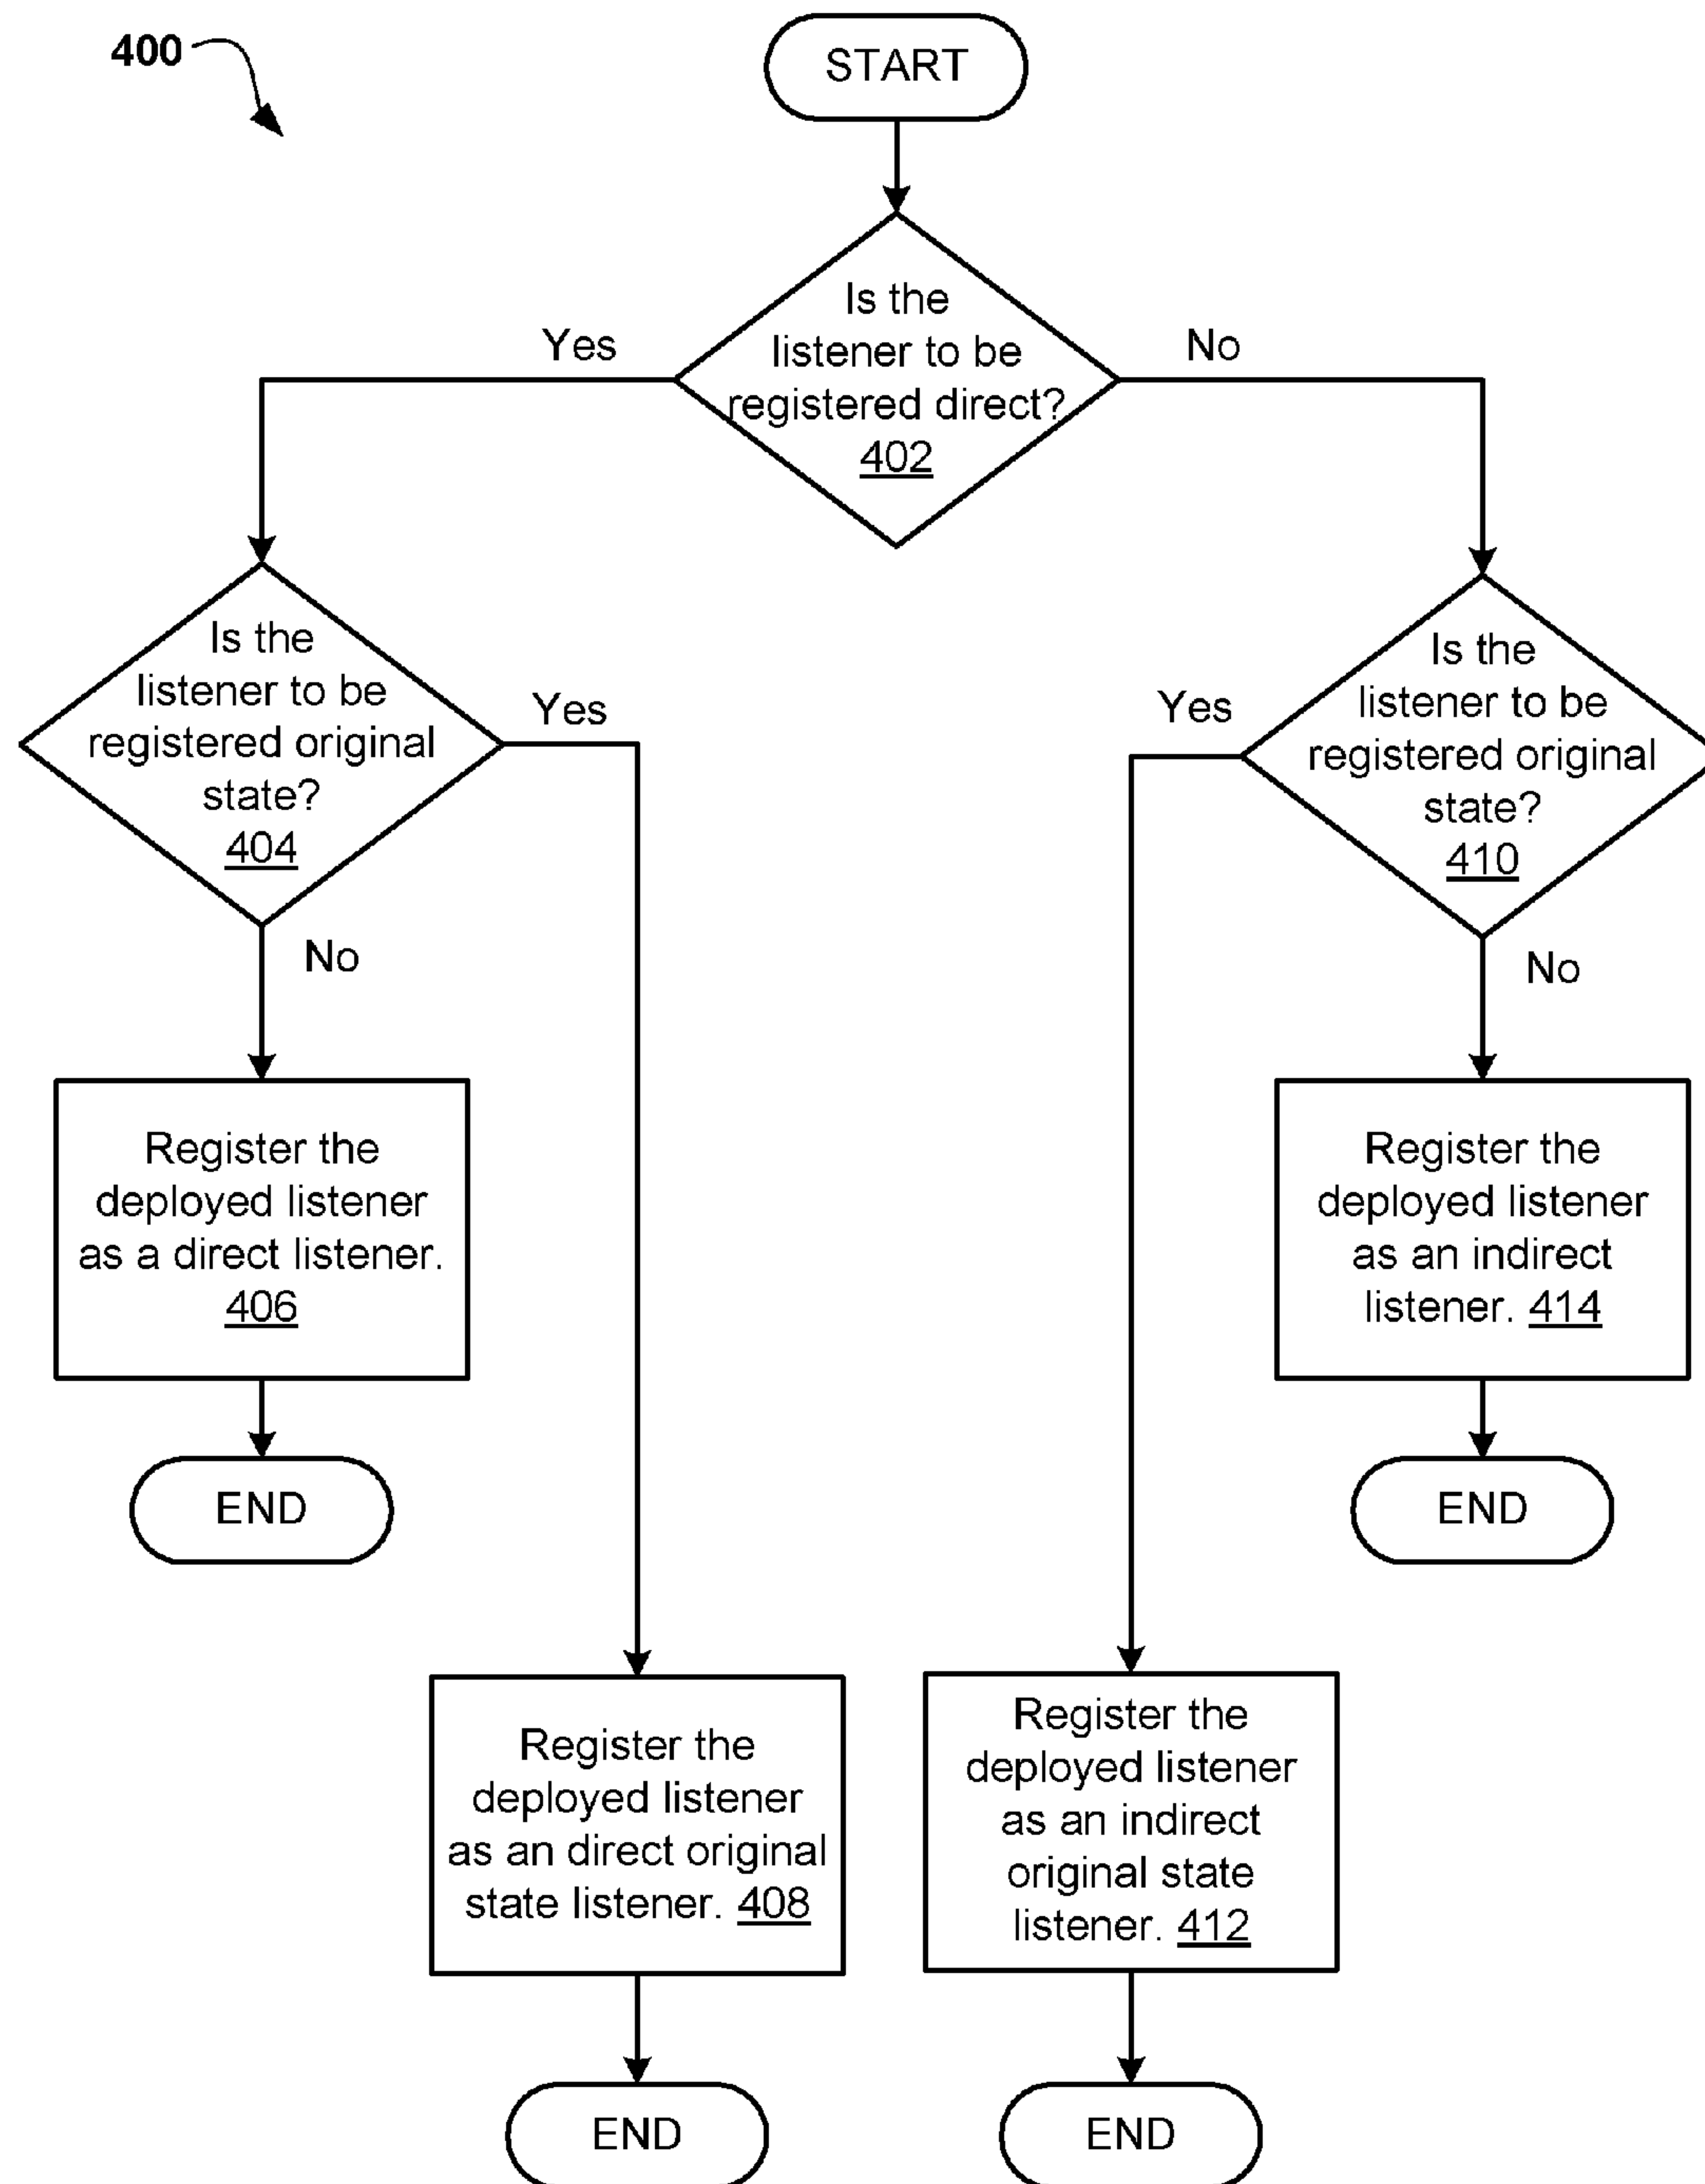 400
START
Is the
listener to be
registered direct?
402
Yes
No
Is the
listener to be
registered original
state?
404
Yes
No
Is the
listener to be
registered original
state?
410
Yes
No
Register the
deployed listener
as a direct listener.
406
END
Register the
deployed listener
as an indirect
listener. 414
END
Register the
deployed listener
as an direct original
state listener. 408
END
Register the
deployed listener
as an indirect
original state
listener. 412
END